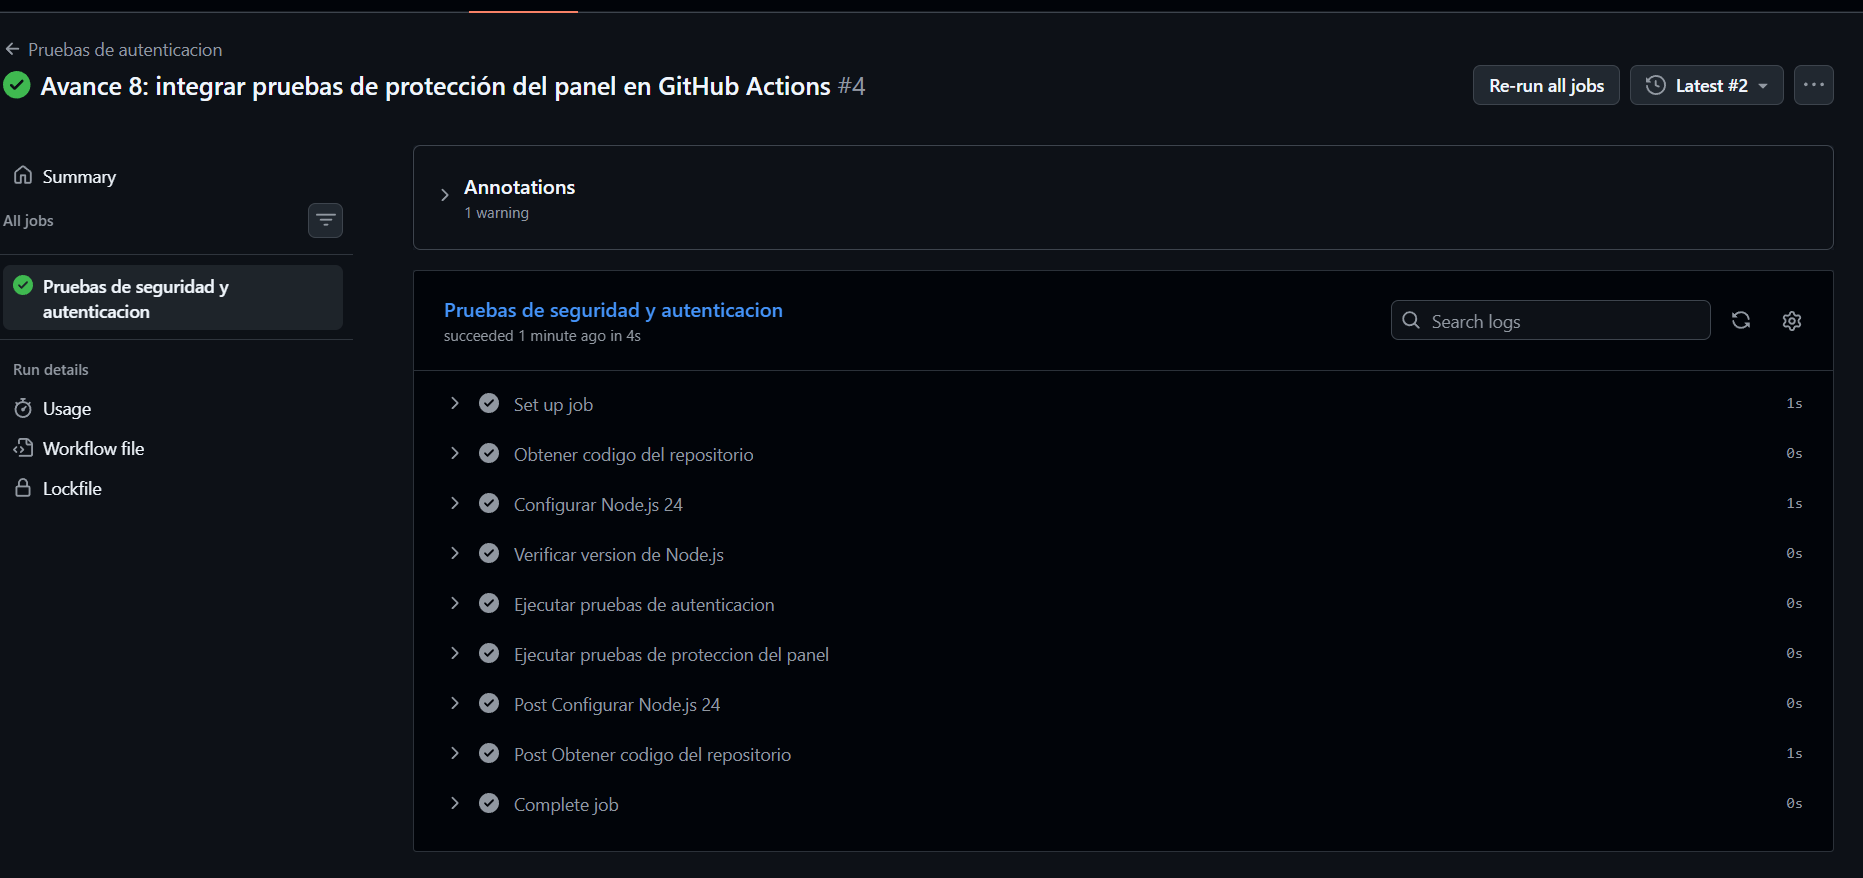 Pruebas de autenticacion
Avance 8: integrar pruebas de protección del panel en GitHub Actions #4
Re-run all jobs
Latest #2
Summary
All jobs
Pruebas de seguridad y
autenticacion
Run details
Usage
Workflow file
Lockfile
Annotations
1 warning
Pruebas de seguridad y autenticacion
succeeded 1 minute ago in 4s
Search logs
Set up job 1s
Obtener codigo del repositorio 0s
Configurar Node.js 24 1s
Verificar version de Node.js 0s
Ejecutar pruebas de autenticacion 0s
Ejecutar pruebas de proteccion del panel 0s
Post Configurar Node.js 24 0s
Post Obtener codigo del repositorio 1s
Complete job 0s